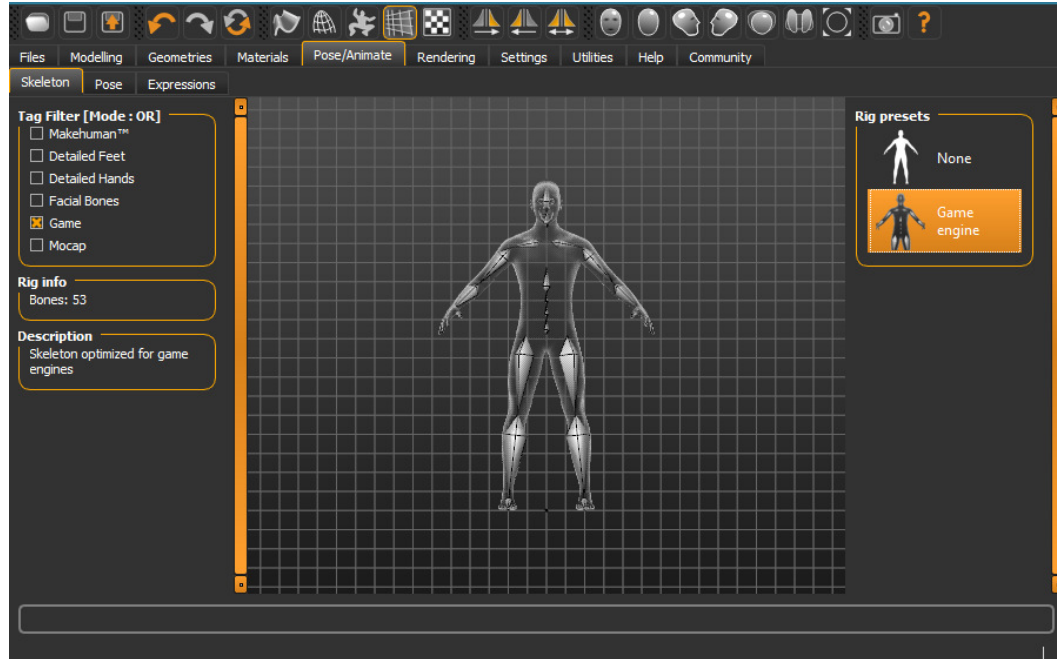 Files Modelling Geometries Materials Pose/Animate Rendering Settings Utilities Help Community
Skeleton Pose Expressions
Tag Filter [Mode : OR]
Makehuman™
Detailed Feet
Detailed Hands
Facial Bones
Game
Mocap
Rig info
Bones: 53
Description
Skeleton optimized for game
engines
Rig presets
None
Game
engine